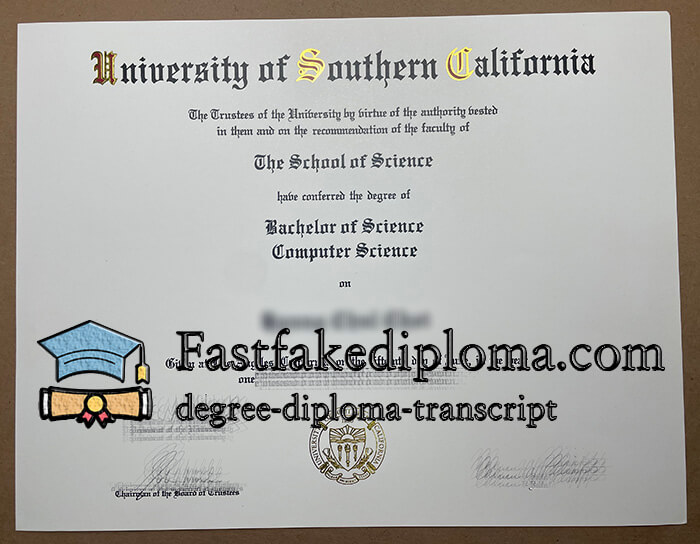 University of Southern California
The Trustees of the University by virtue of the authority vested
in them and on the recommendation of the faculty of
The School of Science
have conferred the degree of
Bachelor of Science
Computer Science
on
Fastfakediploma.com
one
degree-diploma-transcript
CALIFORNIA
Chairman of the Board of Trustees